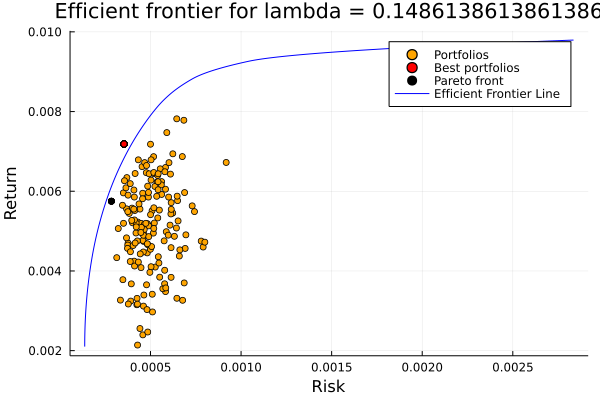 Efficient frontier for lambda = 0.1486138613861386
0.010
0.008
0.006
0.004
0.002
Return
Portfolios
Best portfolios
Pareto front
Efficient Frontier Line
0.0005
0.0010
0.0015
0.0020
0.0025
Risk